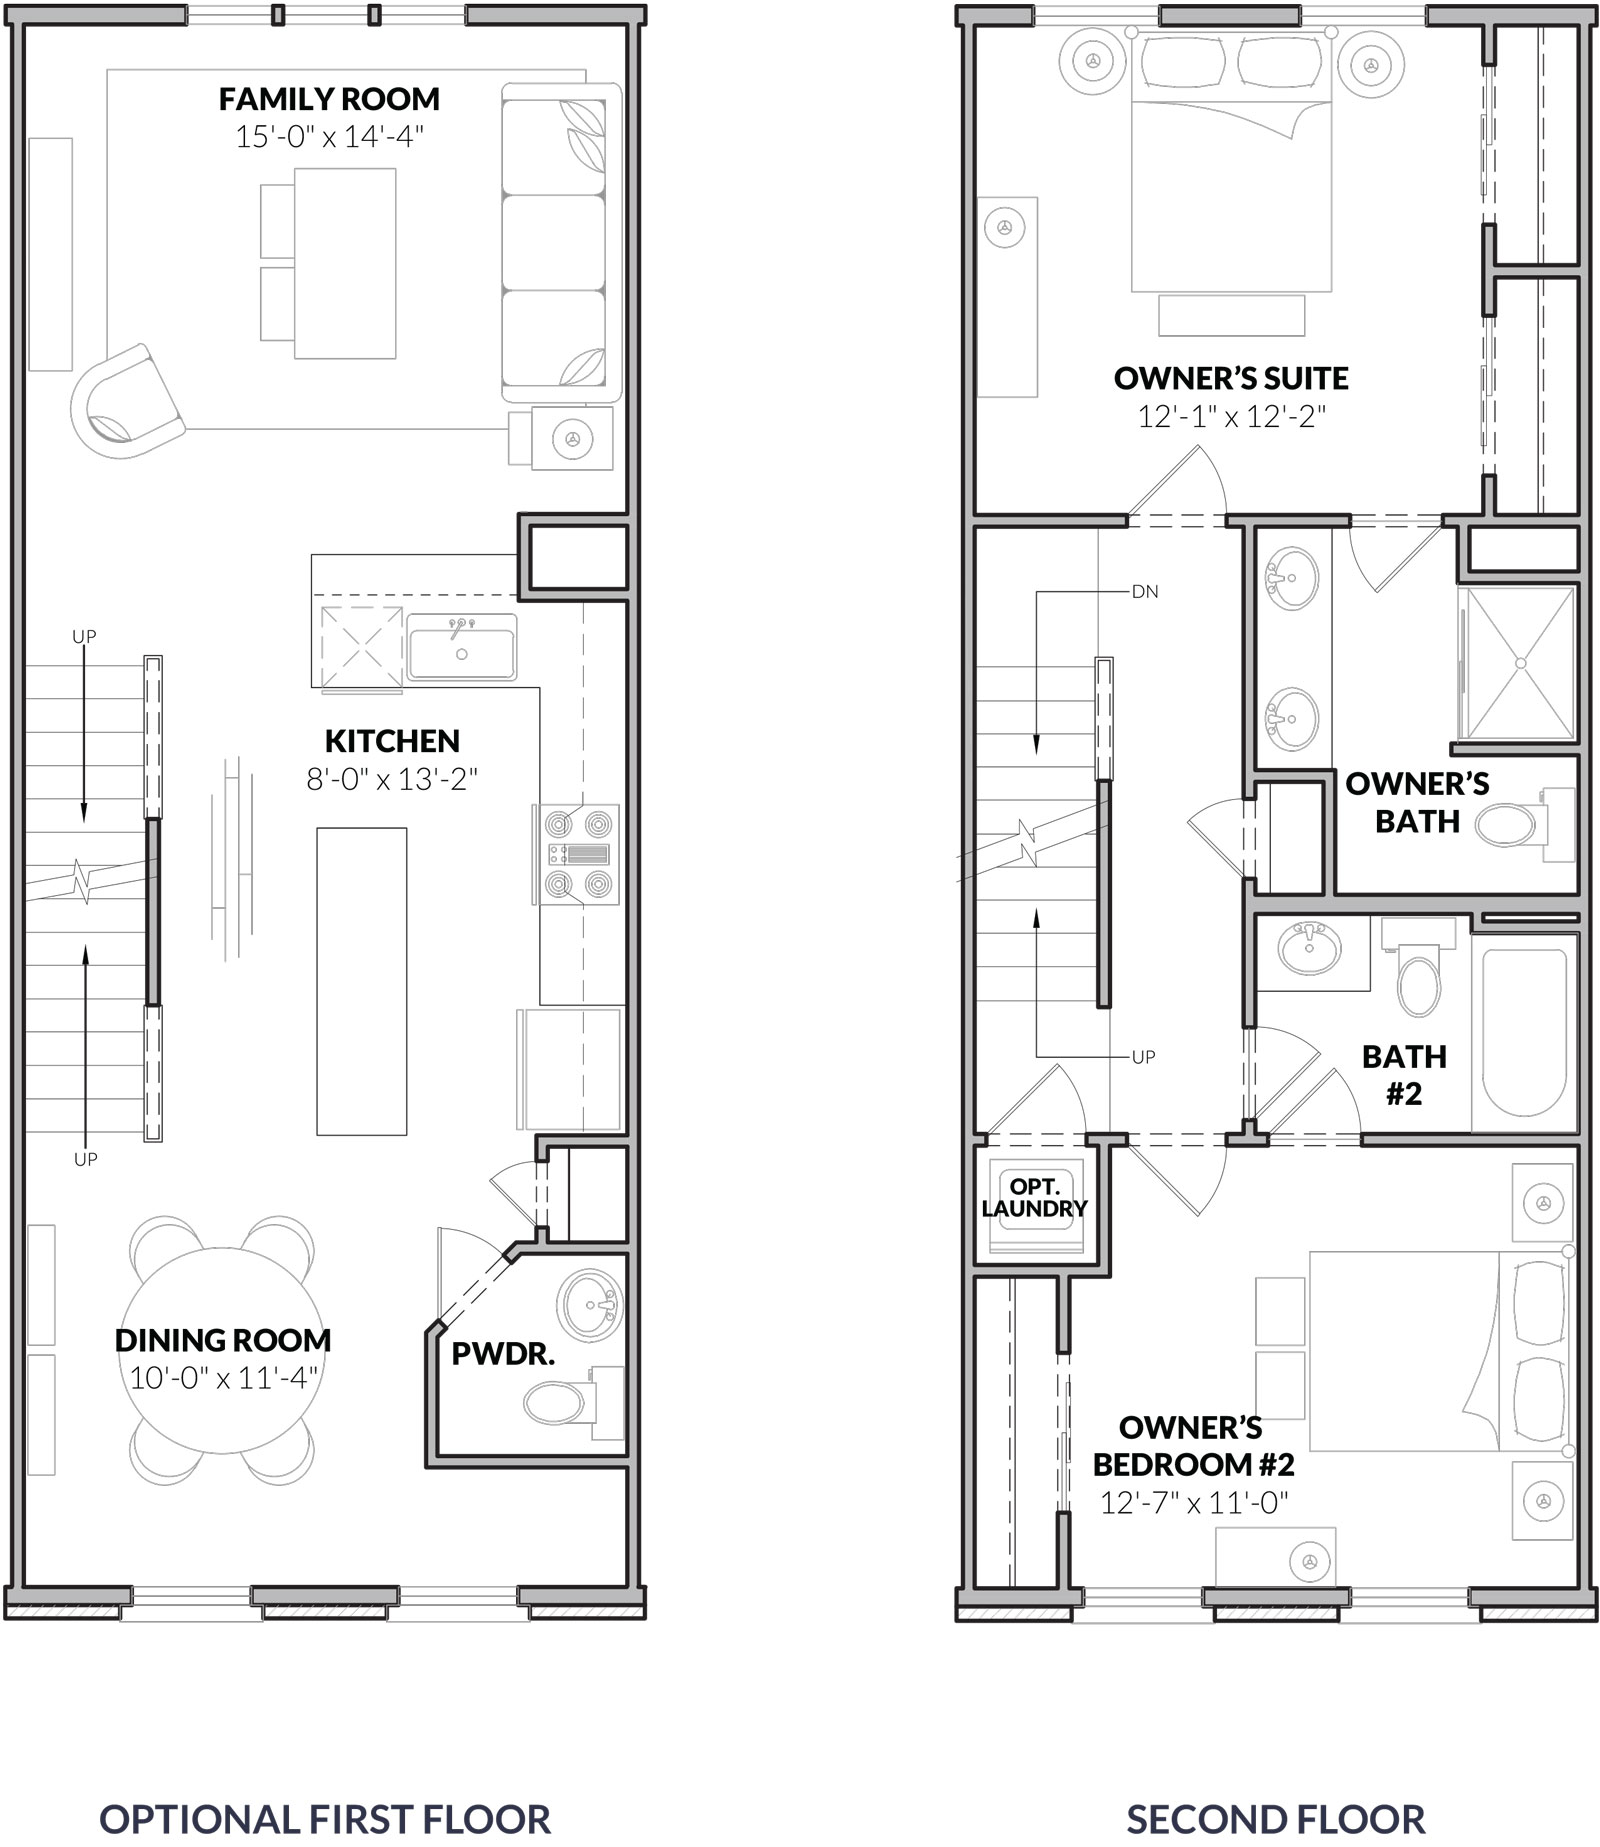 FAMILY ROOM
15'-0" x 14'-4"
UP
KITCHEN
8'-0" x 13'-2"
UP
DINING ROOM
10'-0" x 11'-4"
PWDR.
OPTIONAL FIRST FLOOR
OWNER’S SUITE
12'-1" x 12'-2"
DN
OWNER’S
BATH
UP
BATH
#2
OPT.
LAUNDRY
OWNER’S
BEDROOM #2
12'-7" x 11'-0"
SECOND FLOOR